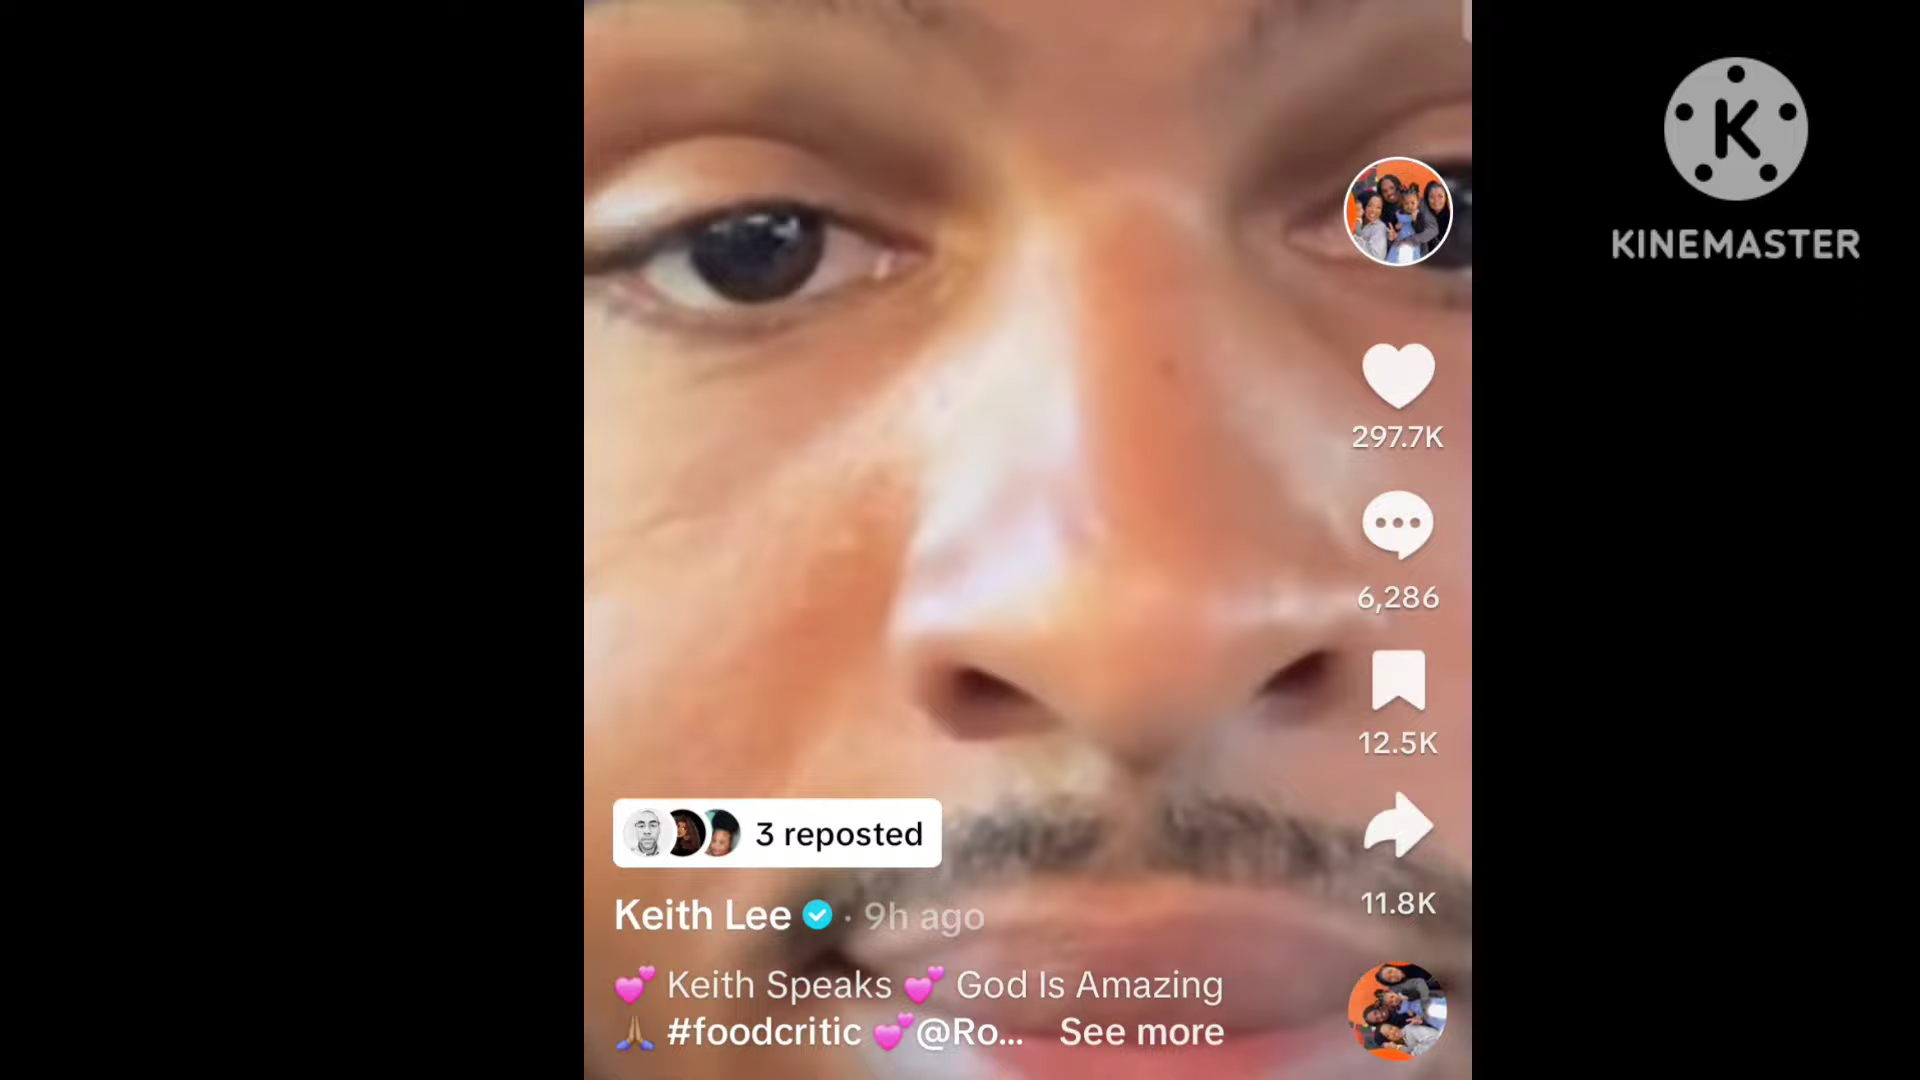 K
KINEMASTER
297.7K
6,286
12.5K
11.8K
3 reposted
Keith Lee · 9h ago
💕 Keith Speaks 💕 God Is Amazing
🙏🏽 #foodcritic 💕@Ro... See more